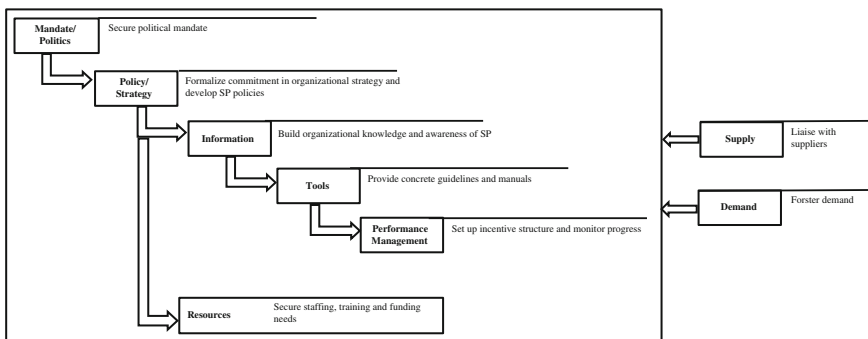 Mandate/
Politics
Secure political mandate
Policy/
Strategy
Formalize commitment in organizational strategy and
develop SP policies
Information
Build organizational knowledge and awareness of SP
Supply
Liaise with
suppliers
Tools
Provide concrete guidelines and manuals
Demand
Forster demand
Performance
Management
Set up incentive structure and monitor progress
Resources
Secure staffing, training and funding
needs